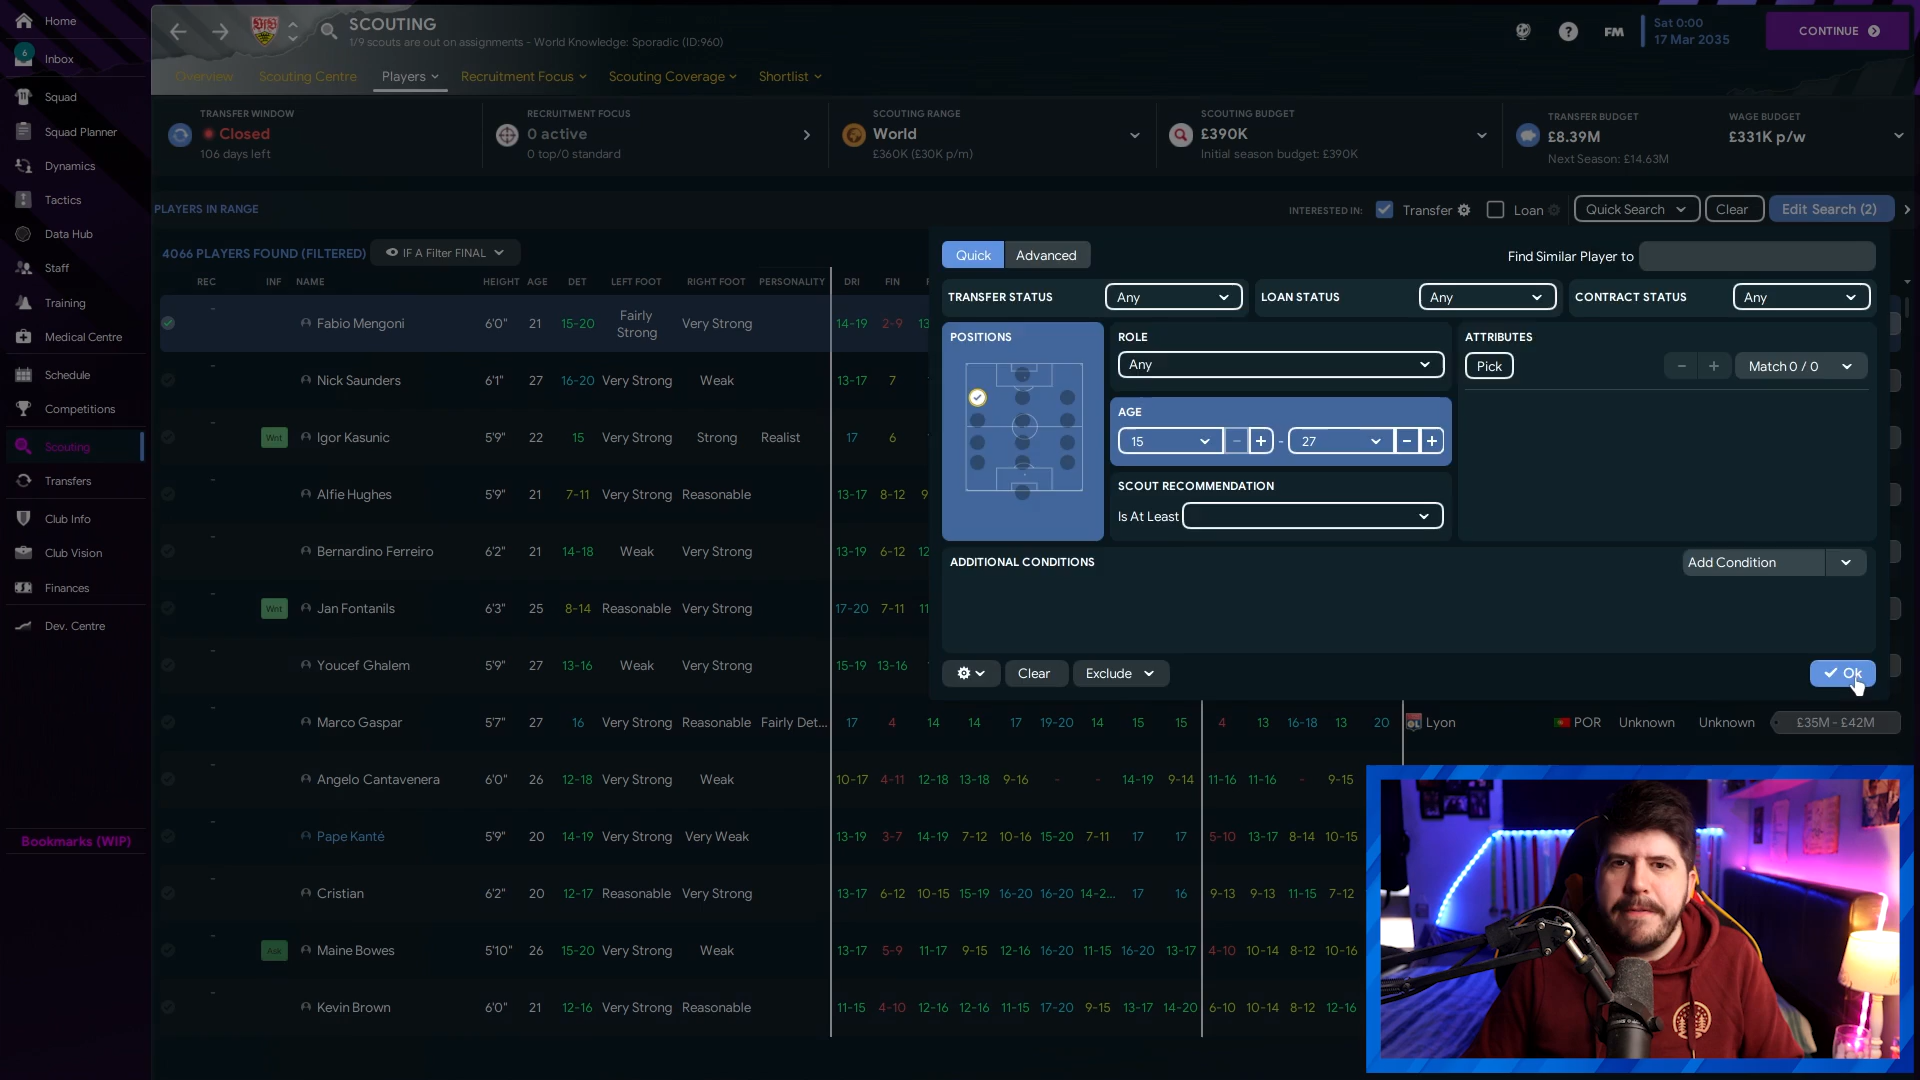 Home
6
Inbox
Squad
Squad Planner
Dynamics
Tactics
Data Hub
Staff
Training
Medical Centre
Schedule
Competitions
Scouting
Transfers
Club Info
Club Vision
Finances
Dev. Centre
Bookmarks (WIP)
SCOUTING
1/9 scouts are out on assignments - World Knowledge: Sporadic (ID:960)
? FM Sat 0:00
17 Mar 2035
CONTINUE
Overview Scouting Centre Players Recruitment Focus Scouting Coverage Shortlist
TRANSFER WINDOW
Closed
106 days left
RECRUITMENT FOCUS
0 active
0 top/0 standard
SCOUTING RANGE
World
£360K (£30K p/m)
SCOUTING BUDGET
£390K
Initial season budget: £390K
TRANSFER BUDGET
£8.39M
Next Season: £14.63M
WAGE BUDGET
£331K p/w
PLAYERS IN RANGE
INTERESTED IN: Transfer Loan Quick Search Clear Edit Search (2)
4066 PLAYERS FOUND (FILTERED) IF A Filter FINAL
REC INF NAME HEIGHT AGE DET LEFT FOOT RIGHT FOOT PERSONALITY DRI FIN
- Fabio Mengoni 6'0" 21 15-20 Fairly Strong Very Strong 14-19 2-9 13
- Nick Saunders 6'1" 27 16-20 Very Strong Weak 13-17 7
- Wnt Igor Kasunic 5'9" 22 15 Very Strong Strong Realist 17 6
- Alfie Hughes 5'9" 21 7-11 Very Strong Reasonable 13-17 8-12 9
- Bernardino Ferreiro 6'2" 21 14-18 Weak Very Strong 13-19 6-12 12
- Wnt Jan Fontanils 6'3" 25 8-14 Reasonable Very Strong 17-20 7-11 11
- Youcef Ghalem 5'9" 27 13-16 Weak Very Strong 15-19 13-16
- Marco Gaspar 5'7" 27 16 Very Strong Reasonable Fairly Det... 17 4 14 14 17 19-20 14 15 15 4 13 16-18 13 20 Lyon POR Unknown Unknown £35M - £42M
- Angelo Cantavenera 6'0" 26 12-18 Very Strong Weak 10-17 4-11 12-18 13-18 9-16 - - 14-19 9-14 11-16 11-16 - 9-15
- Pape Kanté 5'9" 20 14-19 Very Strong Very Weak 13-19 3-7 14-19 7-12 10-16 15-20 7-11 17 17 5-10 13-17 8-14 10-15
- Cristian 6'2" 20 12-17 Reasonable Very Strong 13-17 6-12 10-15 15-19 16-20 16-20 14-2... 17 16 9-13 9-13 11-15 7-12
- Ask Maine Bowes 5'10" 26 15-20 Very Strong Weak 13-17 5-9 11-17 9-15 12-16 16-20 11-15 16-20 13-17 4-10 10-14 8-12 10-16
Kevin Brown 6'0" 21 12-16 Very Strong Reasonable 11-15 4-10 12-16 12-16 11-15 17-20 9-15 13-17 14-20 6-10 10-14 8-12 12-16
Quick Advanced Find Similar Player to
TRANSFER STATUS Any LOAN STATUS Any CONTRACT STATUS Any
POSITIONS
ROLE
Any
ATTRIBUTES
Pick - + Match 0 / 0
AGE
15 - + - 27 - +
SCOUT RECOMMENDATION
Is At Least
ADDITIONAL CONDITIONS Add Condition
Clear Exclude Ok